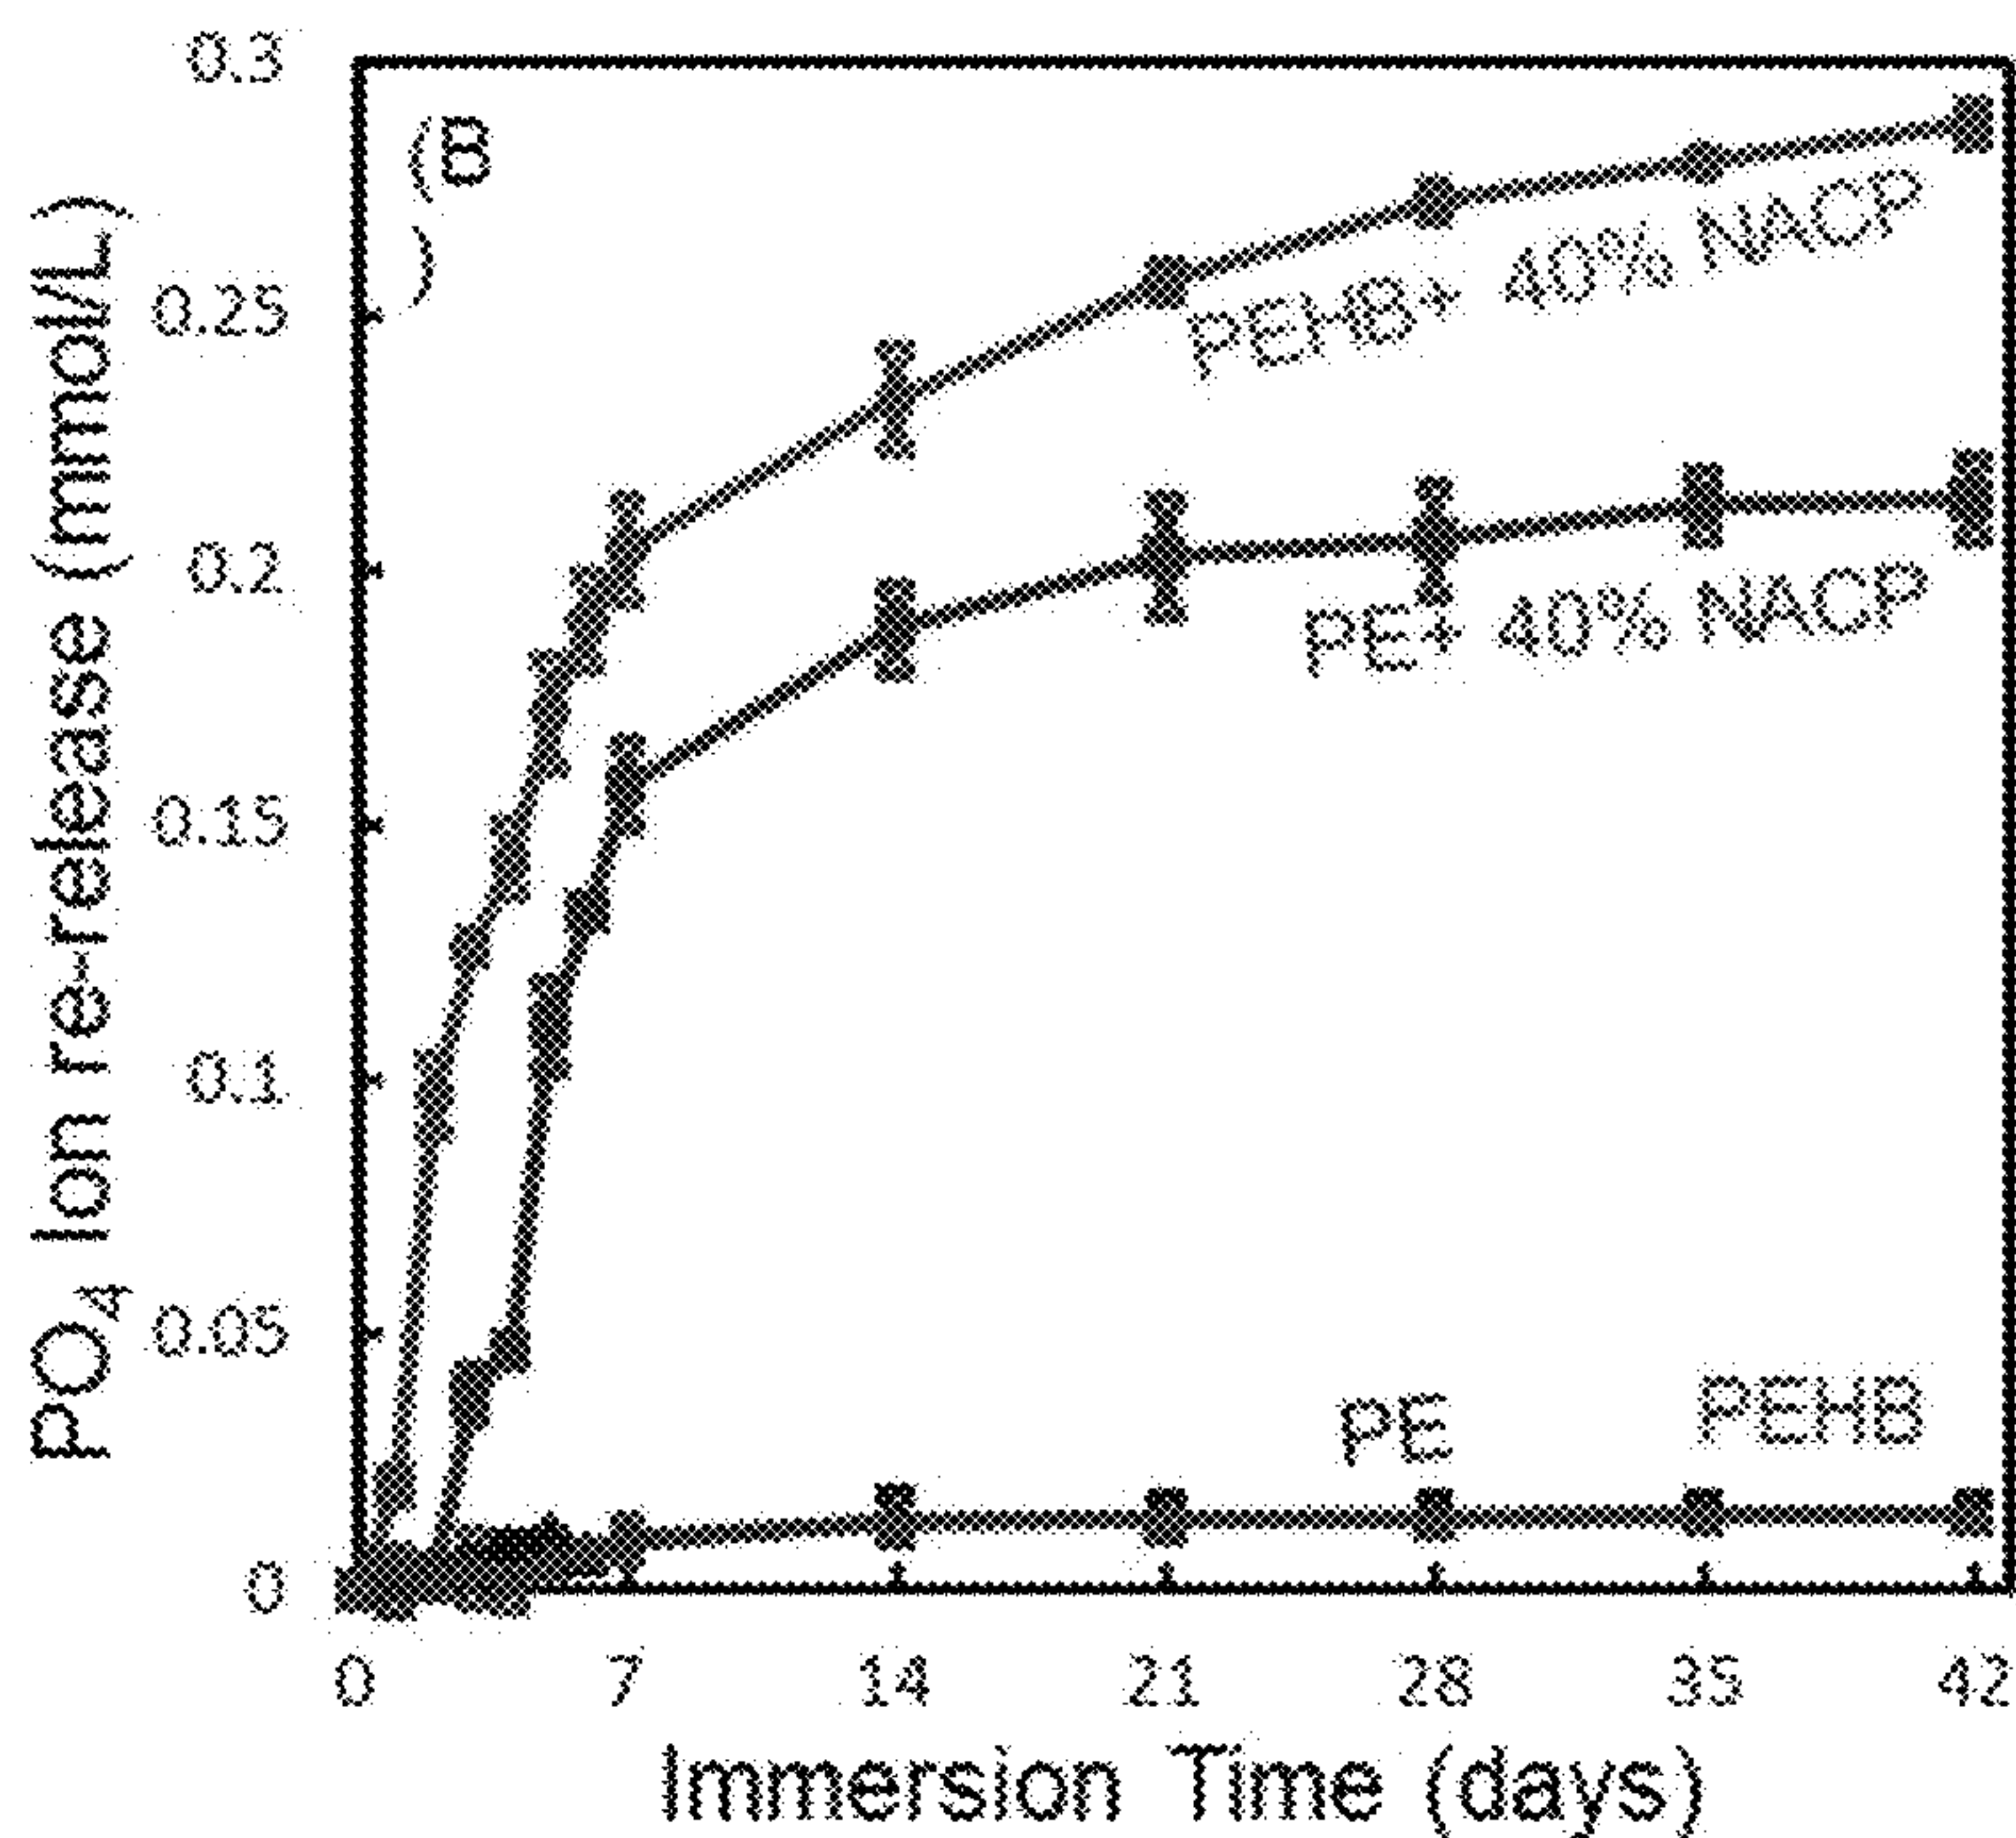 PO4 Ion re-release (mmol/L)
0.3
0.25
0.2
0.15
0.1
0.05
0
(B
)
PEHB+ 40% NACP
PE+ 40% NACP
PE
PEHB
0 7 14 21 28 35 42
Immersion Time (days)